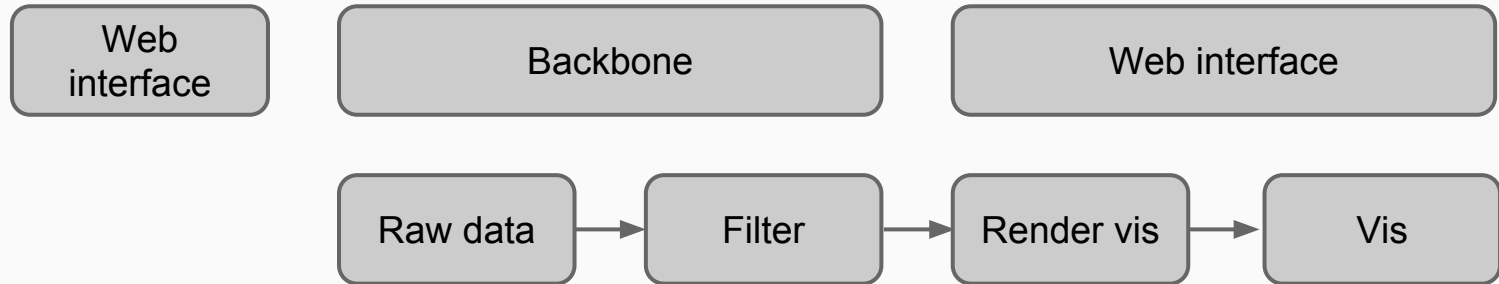 Web
interface
Backbone
Web interface
Raw data
Filter
Render vis
Vis